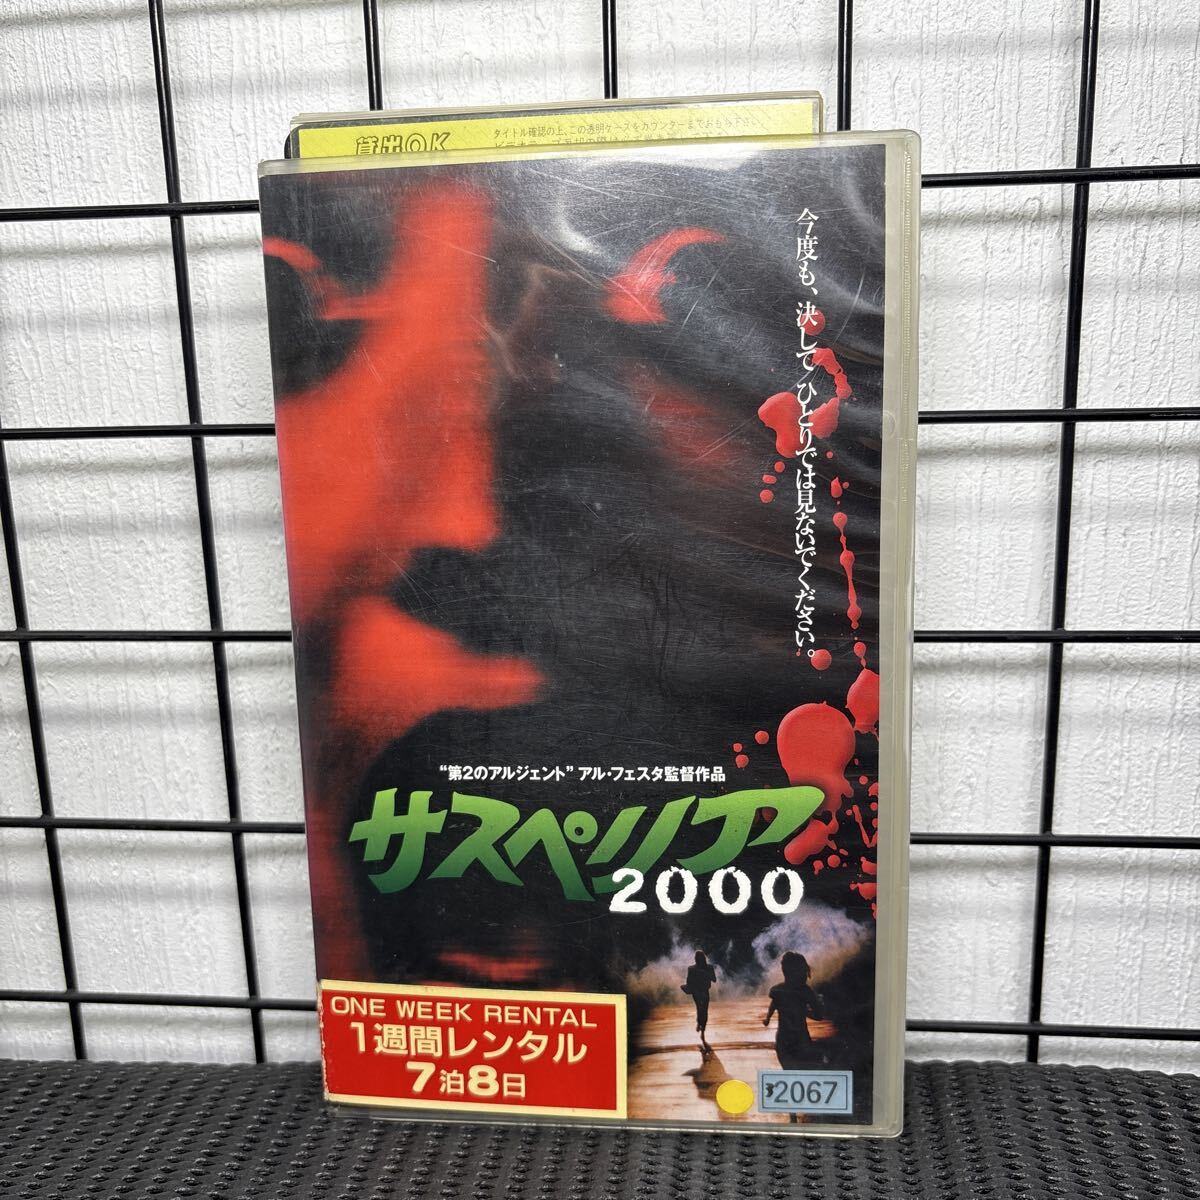 貸出OK
タイトル確認の上、この透明ケースをカウンターまでおもち下さい。
今度も、決してひとりでは見ないでください。
“第2のアルジェント”アル・フェスタ監督作品
サスペリア
2000
ONE WEEK RENTAL
1週間レンタル
7泊8日
2067